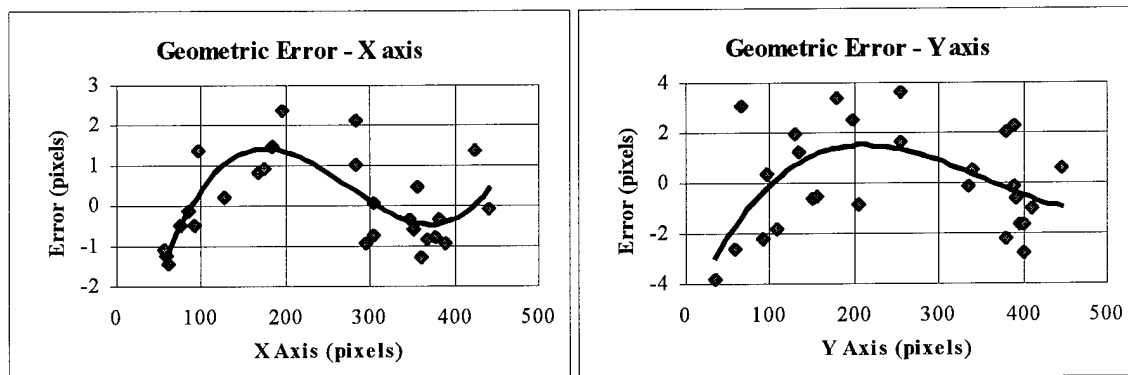 Geometric Error - X axis
3
2
1
0
-1
-2
Error (pixels)
0 100 200 300 400 500
X Axis (pixels)
Geometric Error - Y axis
4
2
0
-2
-4
Error (pixels)
0 100 200 300 400 500
Y Axis (pixels)